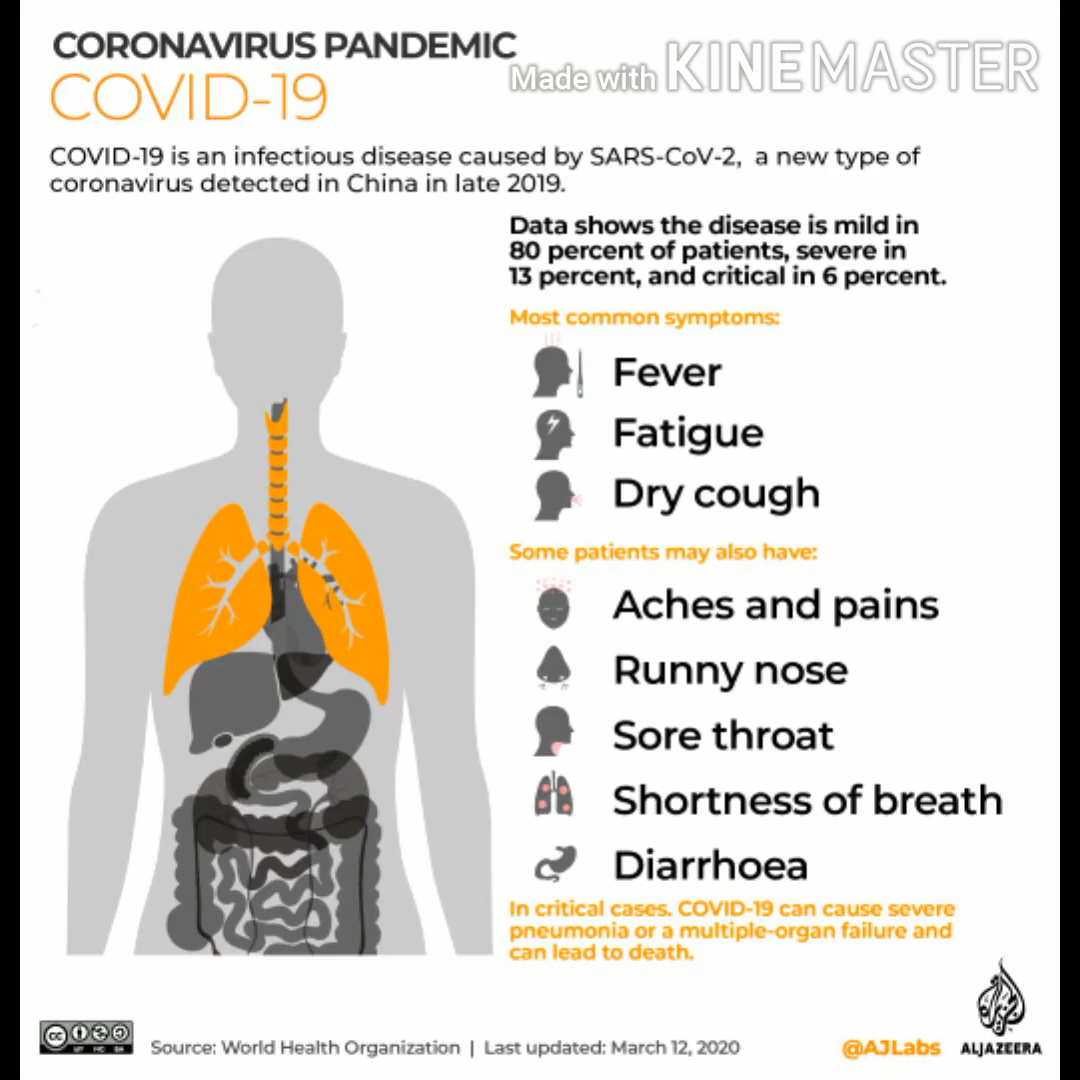 CORONAVIRUS PANDEMIC
Made with KINEMASTER
COVID-19
COVID-19 is an infectious disease caused by SARS-CoV-2, a new type of
coronavirus detected in China in late 2019.
Data shows the disease is mild in
80 percent of patients, severe in
13 percent, and critical in 6 percent.
Most common symptoms:
Fever
Fatigue
Dry cough
Some patients may also have:
Aches and pains
Runny nose
Sore throat
Shortness of breath
Diarrhoea
In critical cases. COVID-19 can cause severe
pneumonia or a multiple-organ failure and
can lead to death.
Source: World Health Organization | Last updated: March 12, 2020
@AJLabs
ALJAZEERA